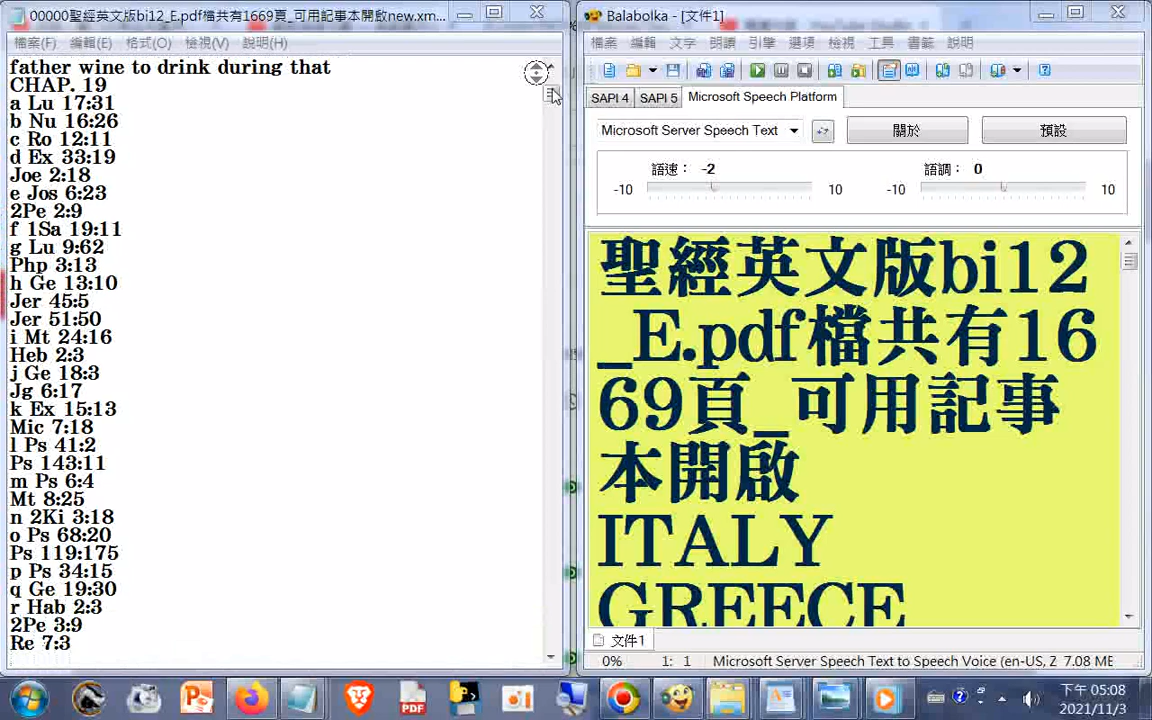 00000聖經英文版bi12_E.pdf檔共有1669頁_可用記事本開啟new.xm...
檔案(F) 編輯(E) 格式(O) 檢視(V) 說明(H)
father wine to drink during that
CHAP. 19
a Lu 17:31
b Nu 16:26
c Ro 12:11
d Ex 33:19
Joe 2:18
e Jos 6:23
2Pe 2:9
f 1Sa 19:11
g Lu 9:62
Php 3:13
h Ge 13:10
Jer 45:5
Jer 51:50
i Mt 24:16
Heb 2:3
j Ge 18:3
Jg 6:17
k Ex 15:13
Mic 7:18
l Ps 41:2
Ps 143:11
m Ps 6:4
Mt 8:25
n 2Ki 3:18
o Ps 68:20
Ps 119:175
p Ps 34:15
q Ge 19:30
r Hab 2:3
2Pe 3:9
Re 7:3
Balabolka - [文件1]
檔案 編輯 文字 朗讀 引擎 選項 檢視 工具 書籤 說明
SAPI 4 SAPI 5 Microsoft Speech Platform
Microsoft Server Speech Text 關於 預設
語速： -2 語調： 0
-10 10 -10 10
聖經英文版bi12
_E.pdf檔共有16
69頁_可用記事
本開啟
ITALY
GREECE
文件1
0% 1: 1 Microsoft Server Speech Text to Speech Voice (en-US, 2 7.08 ME
下午 05:08
2021/11/3